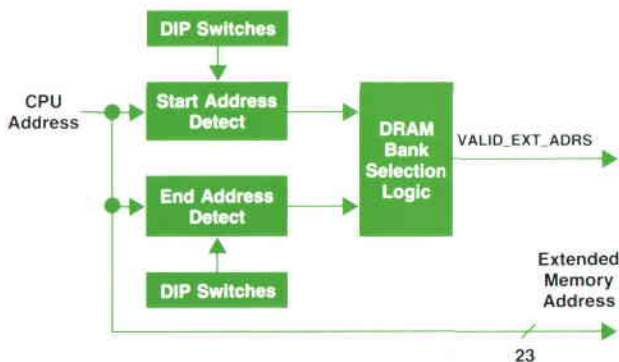 DIP Switches
CPU
Address
Start Address
Detect
DRAM
Bank
Selection
Logic
VALID_EXT_ADRS
End Address
Detect
DIP Switches
Extended
Memory
Address
23